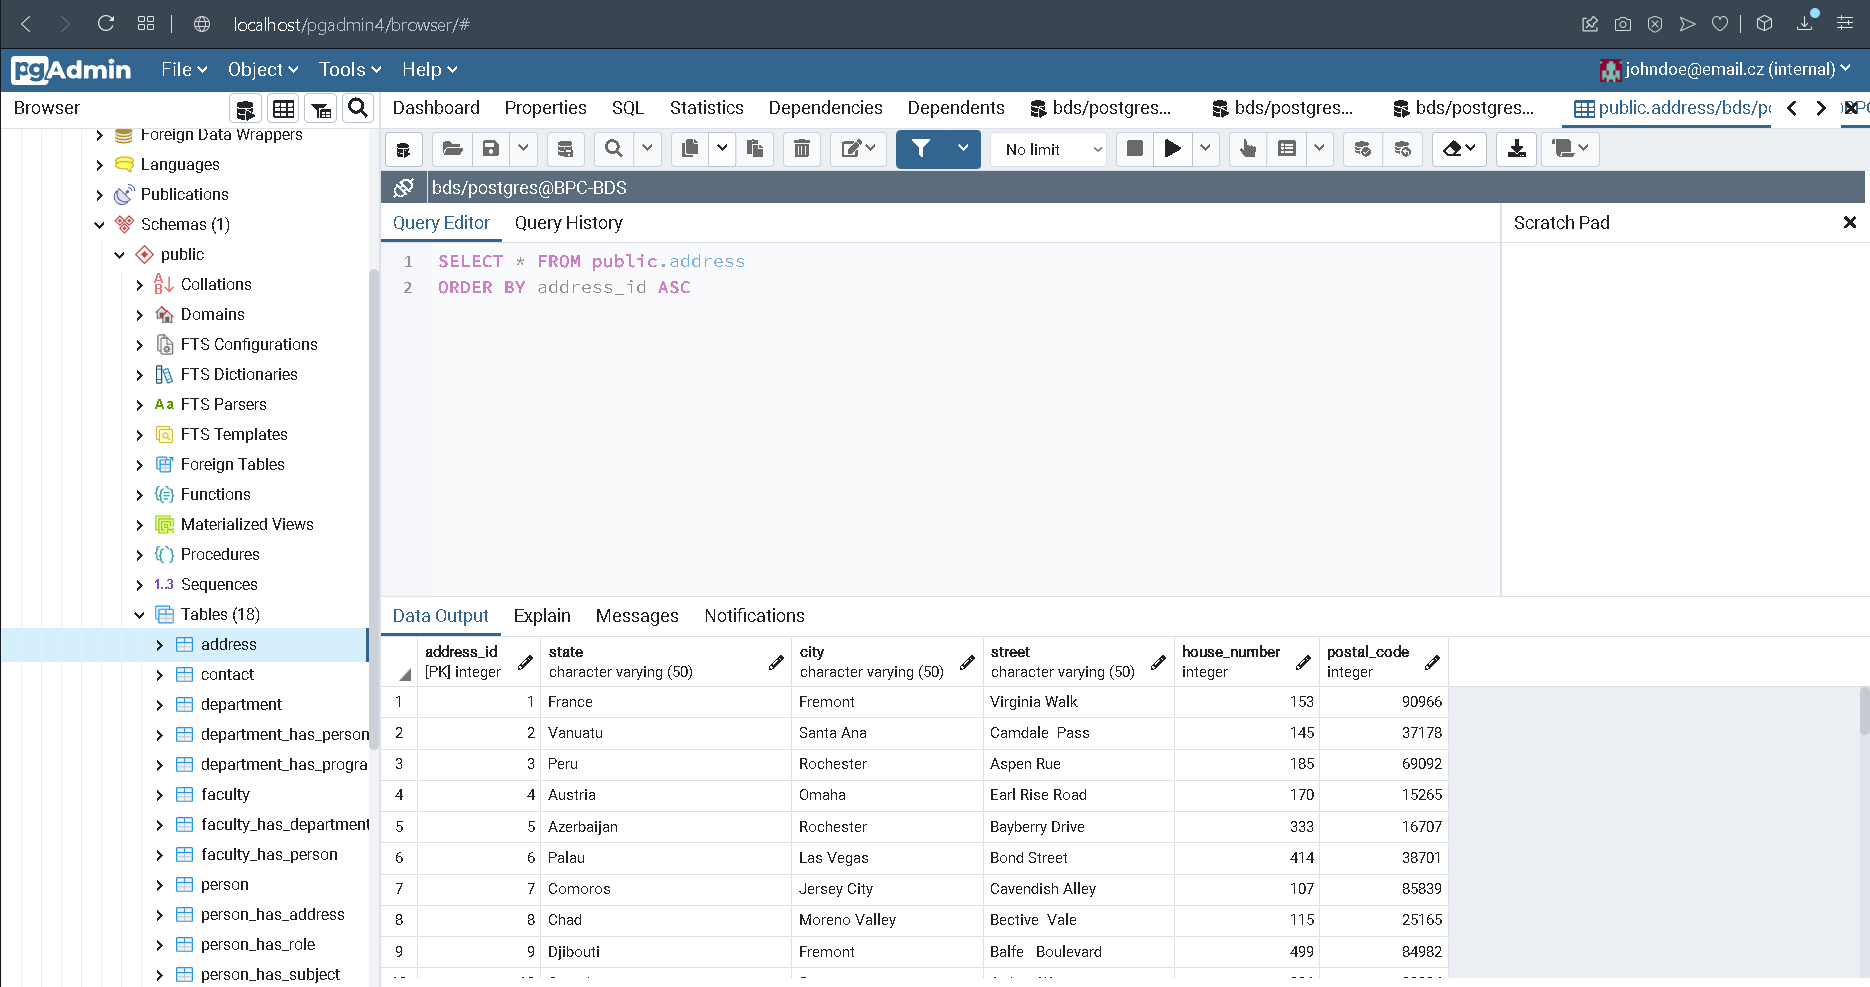 localhost/pgadmin4/browser/#
pgAdmin File Object Tools Help johndoe@email.cz (internal)
Browser
Dashboard Properties SQL Statistics Dependencies Dependents bds/postgres... bds/postgres... bds/postgres... public.address/bds/po
No limit
bds/postgres@BPC-BDS
Query Editor Query History
Scratch Pad
1 SELECT * FROM public.address
2 ORDER BY address_id ASC
Foreign Data Wrappers
Languages
Publications
Schemas (1)
public
Collations
Domains
FTS Configurations
FTS Dictionaries
Aa FTS Parsers
FTS Templates
Foreign Tables
Functions
Materialized Views
Procedures
1..3 Sequences
Tables (18)
address
contact
department
department_has_person
department_has_progra
faculty
faculty_has_department
faculty_has_person
person
person_has_address
person_has_role
person_has_subject
Data Output Explain Messages Notifications
address_id state city street house_number postal_code
[PK] integer character varying (50) character varying (50) character varying (50) integer integer
1 1 France Fremont Virginia Walk 153 90966
2 2 Vanuatu Santa Ana Camdale Pass 145 37178
3 3 Peru Rochester Aspen Rue 185 69092
4 4 Austria Omaha Earl Rise Road 170 15265
5 5 Azerbaijan Rochester Bayberry Drive 333 16707
6 6 Palau Las Vegas Bond Street 414 38701
7 7 Comoros Jersey City Cavendish Alley 107 85839
8 8 Chad Moreno Valley Bective Vale 115 25165
9 9 Djibouti Fremont Balfe Boulevard 499 84982